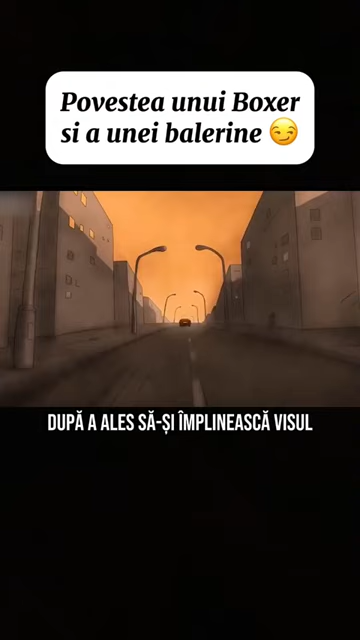 Povestea unui Boxer
si a unei balerine 😏
DUPĂ A ALES SĂ-ȘI ÎMPLINEASCĂ VISUL